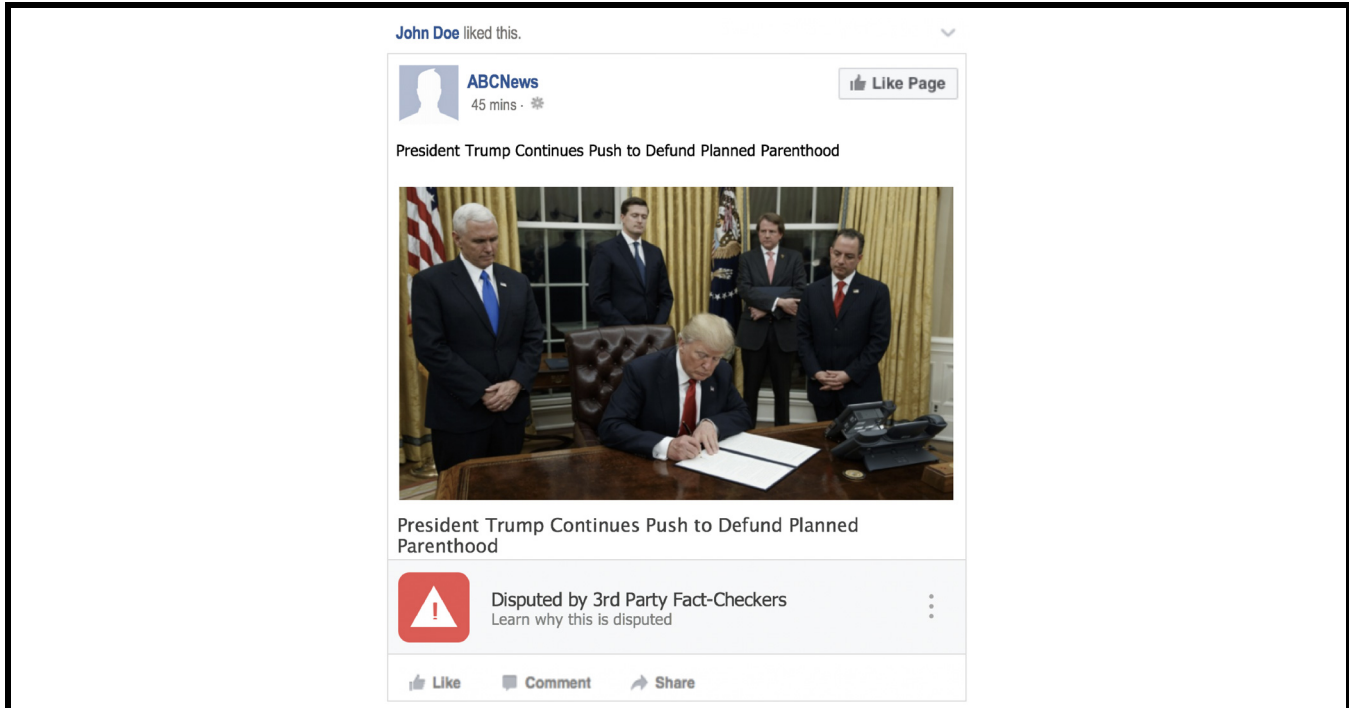 John Doe liked this.
ABCNews
Like Page
45 mins ·
President Trump Continues Push to Defund Planned Parenthood
President Trump Continues Push to Defund Planned
Parenthood
Disputed by 3rd Party Fact-Checkers
Learn why this is disputed
Like Comment Share